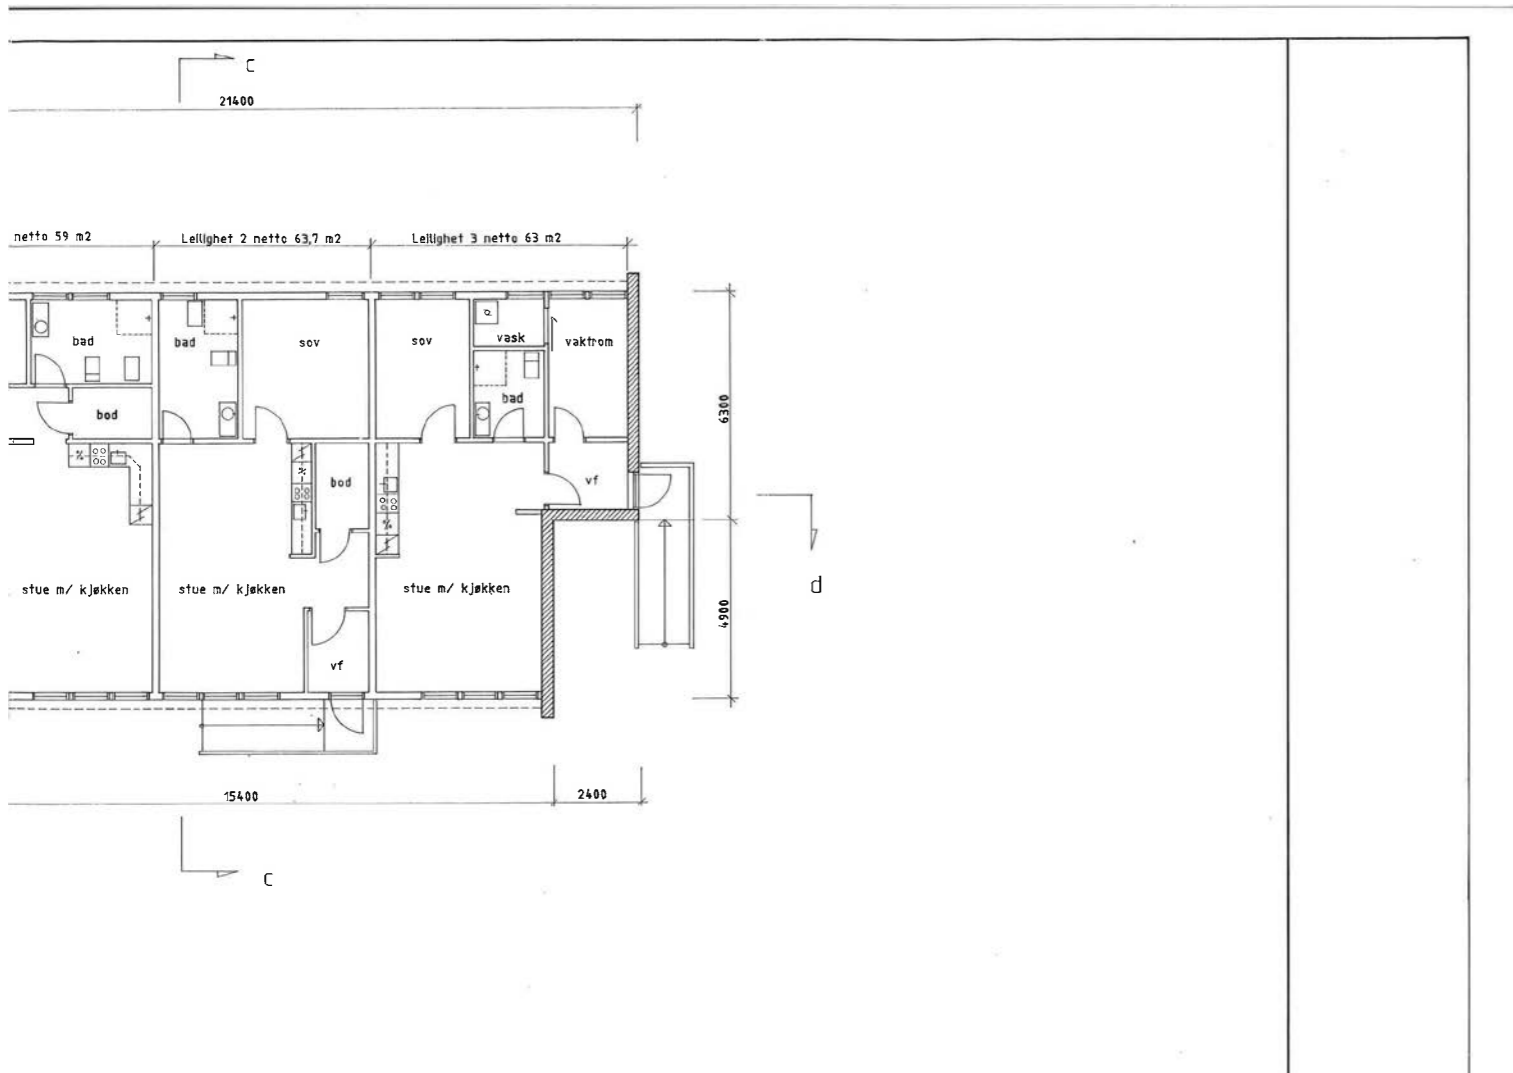 c
21400
netto 59 m2
Leilighet 2 netto 63,7 m2
Leilighet 3 netto 63 m2
bad
bad
sov
sov
vask
vaktrom
bad
bod
6300
bod
vf
stue m/ kjøkken
stue m/ kjøkken
stue m/ kjøkken
d
4900
vf
15400
2400
c